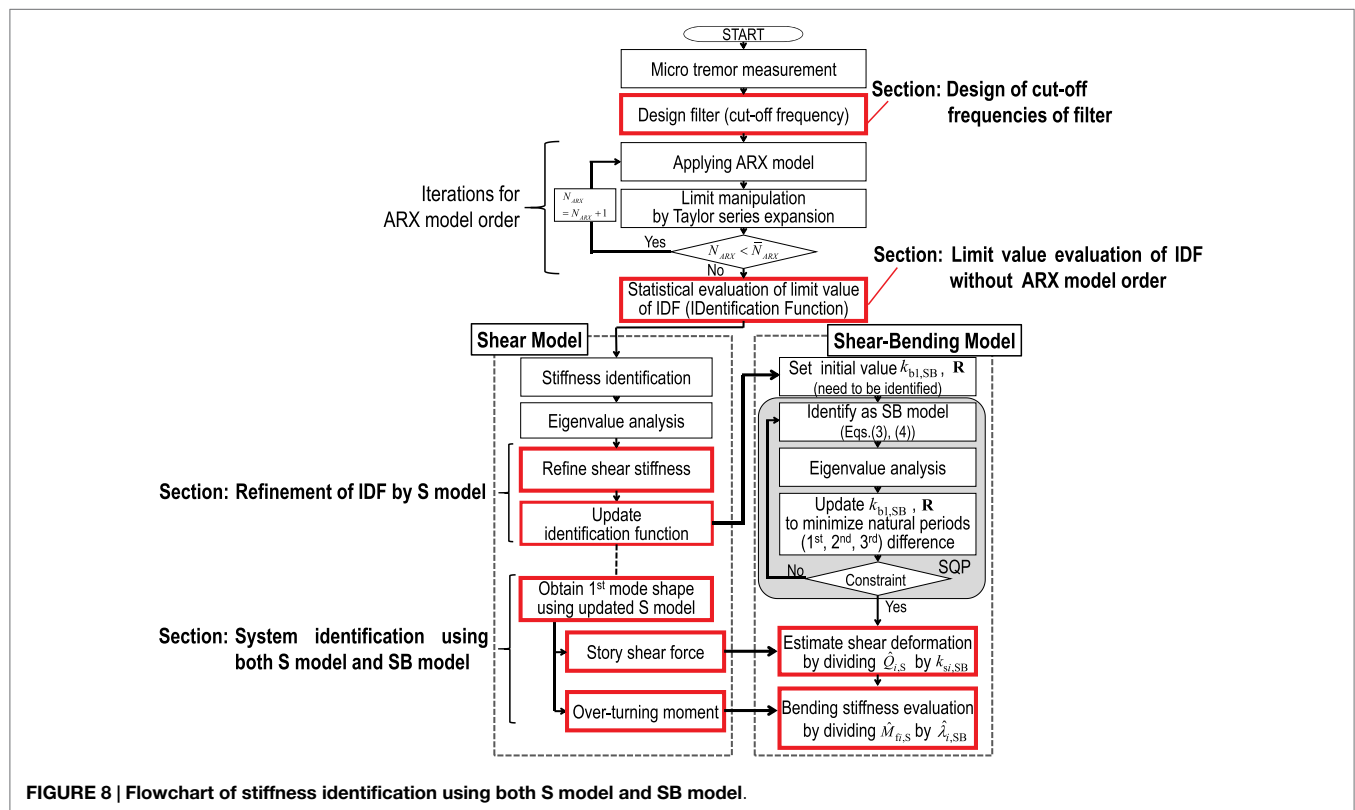 START
Micro tremor measurement
Design filter (cut-off frequency)
Section: Design of cut-off
frequencies of filter
Applying ARX model
Iterations for
ARX model order
N_ARX
= N_ARX + 1
Limit manipulation
by Taylor series expansion
Yes
N_ARX < N̄_ARX
No
Section: Limit value evaluation of IDF
without ARX model order
Statistical evaluation of limit value
of IDF (IDentification Function)
Shear Model
Shear-Bending Model
Stiffness identification
Eigenvalue analysis
Section: Refinement of IDF by S model
Refine shear stiffness
Update
identification function
Set initial value k_b1,SB , R
(need to be identified)
Identify as SB model
(Eqs.(3), (4))
Eigenvalue analysis
Update k_b1,SB , R
to minimize natural periods
(1st, 2nd, 3rd) difference
SQP
No
Constraint
Yes
Section: System identification using
both S model and SB model
Obtain 1st mode shape
using updated S model
Story shear force
Over-turning moment
Estimate shear deformation
by dividing Q̂_i,S by k_si,SB
Bending stiffness evaluation
by dividing M̂_fi,S by λ̂_i,SB
FIGURE 8 | Flowchart of stiffness identification using both S model and SB model.